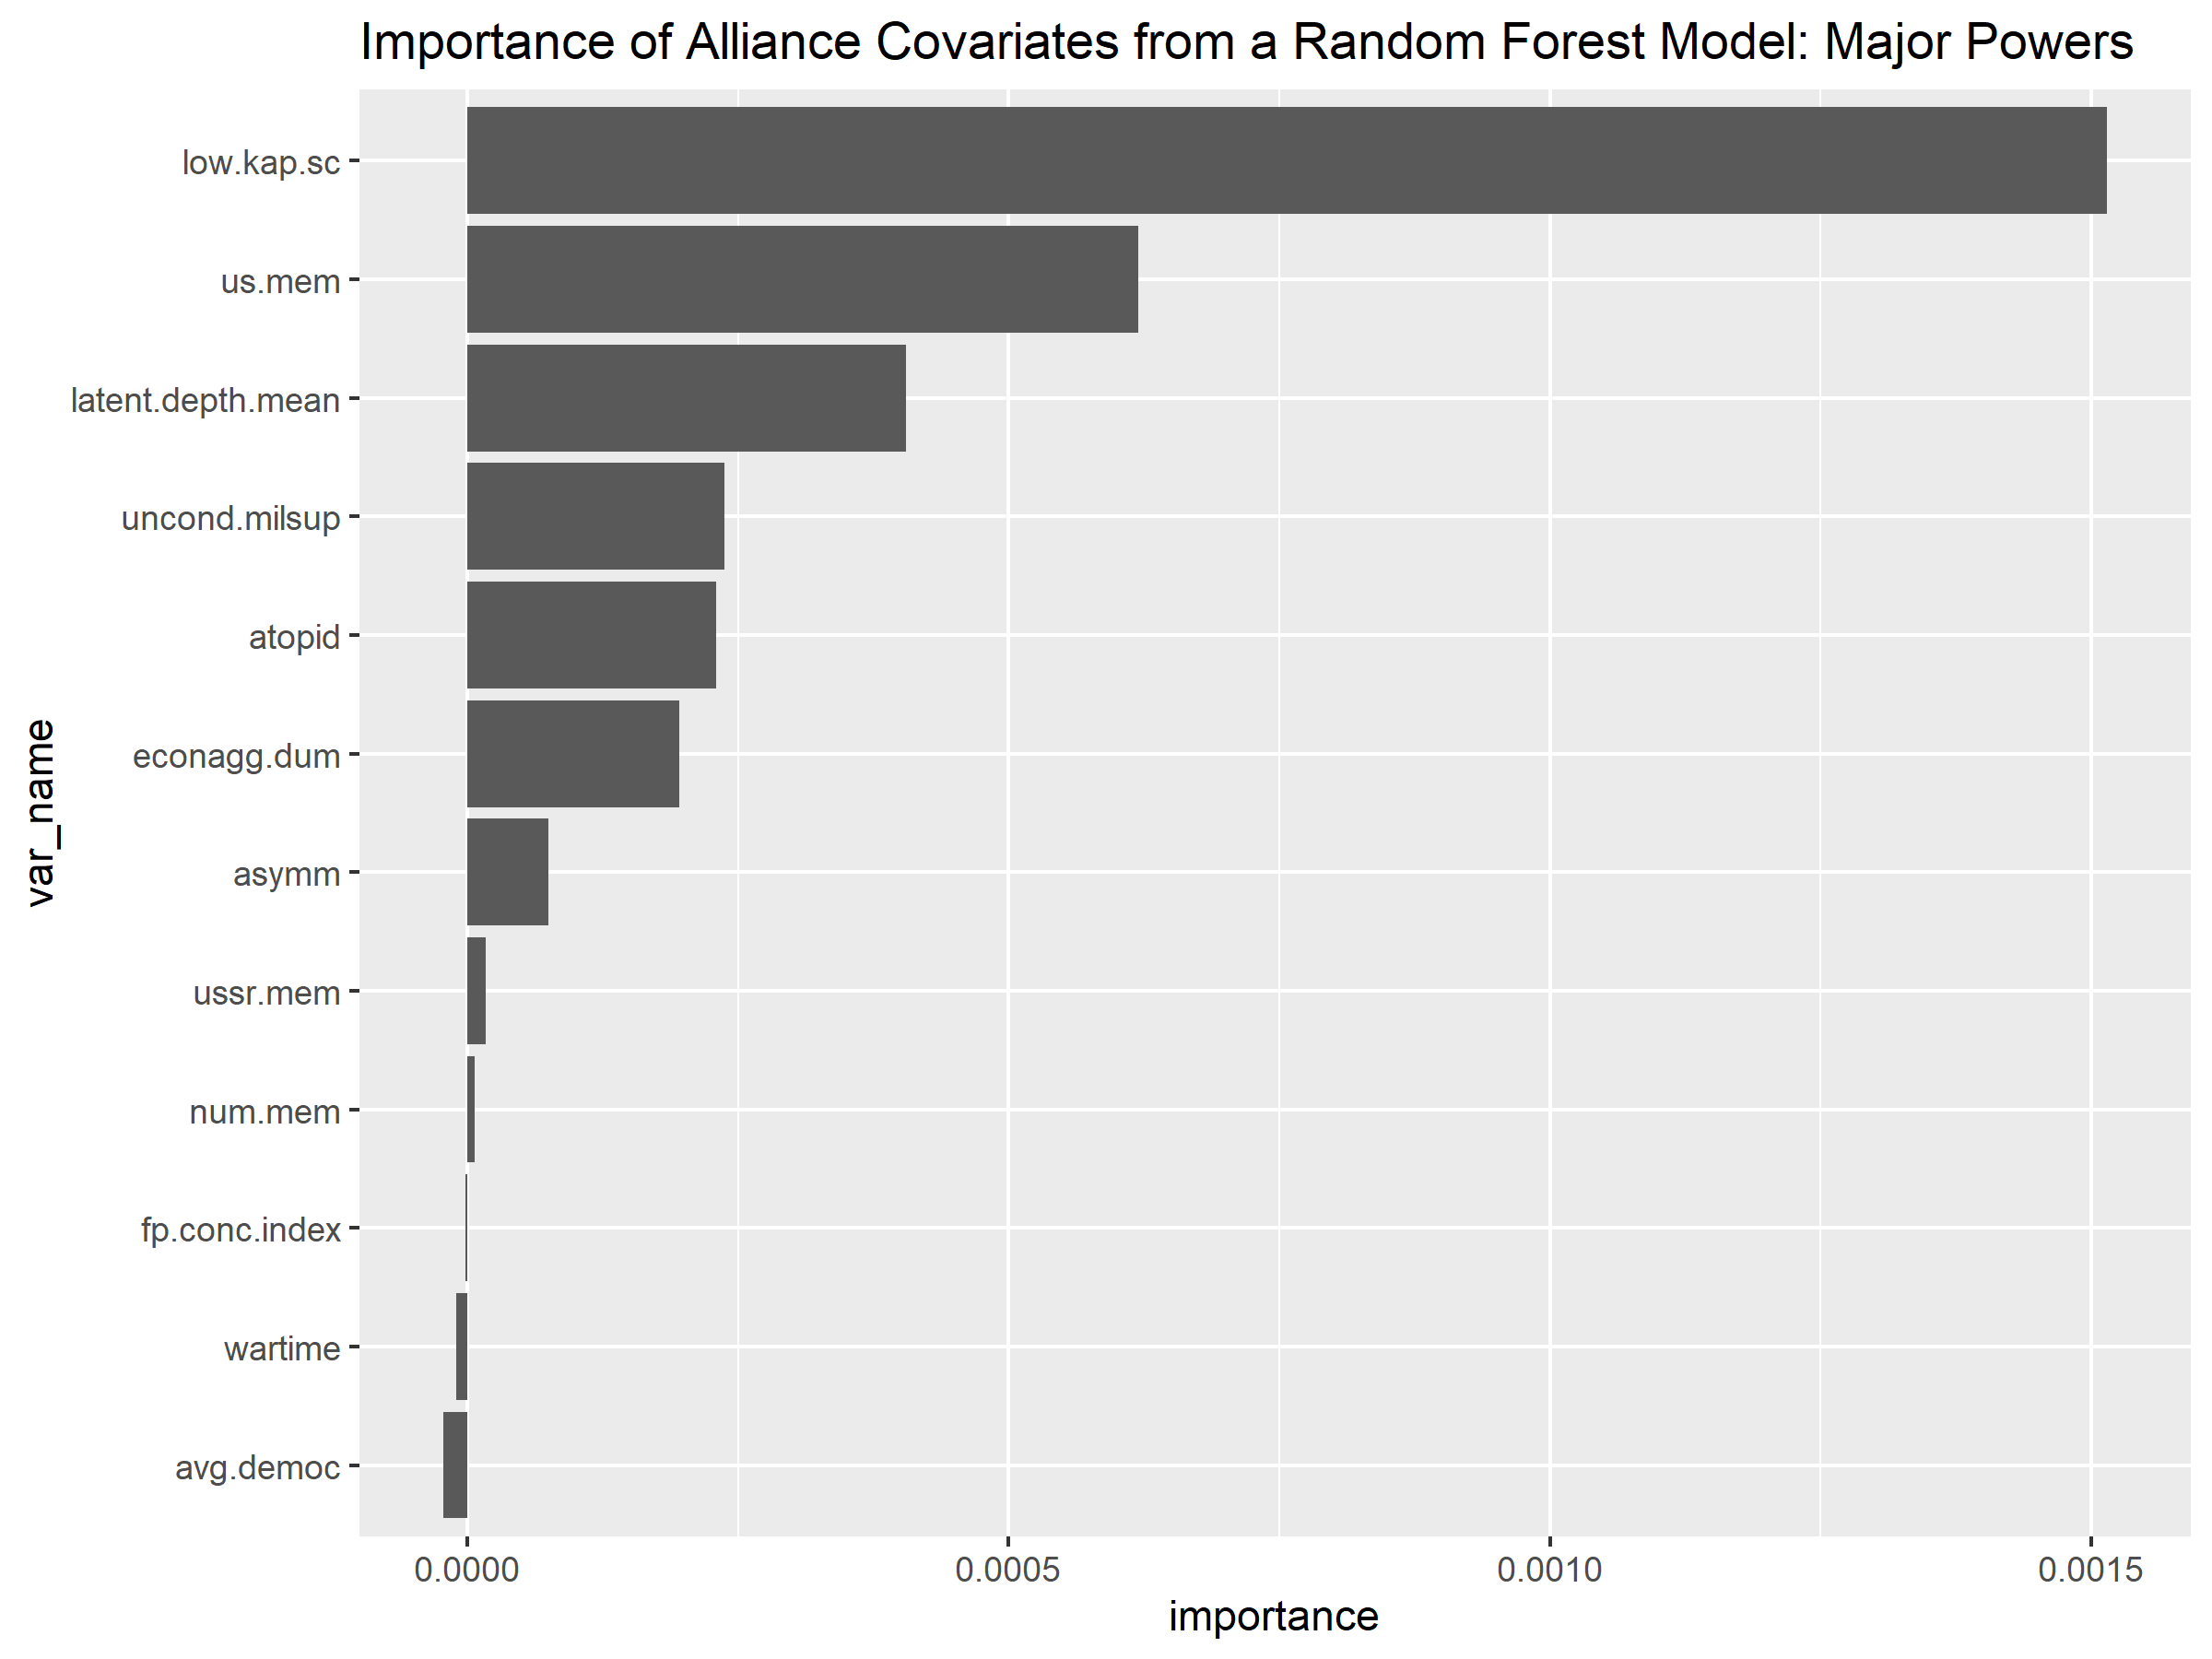 Importance of Alliance Covariates from a Random Forest Model: Major Powers
low.kap.sc
us.mem
latent.depth.mean
uncond.milsup
atopid
econagg.dum
asymm
ussr.mem
num.mem
fp.conc.index
wartime
avg.democ
var_name
0.0000 0.0005 0.0010 0.0015
importance